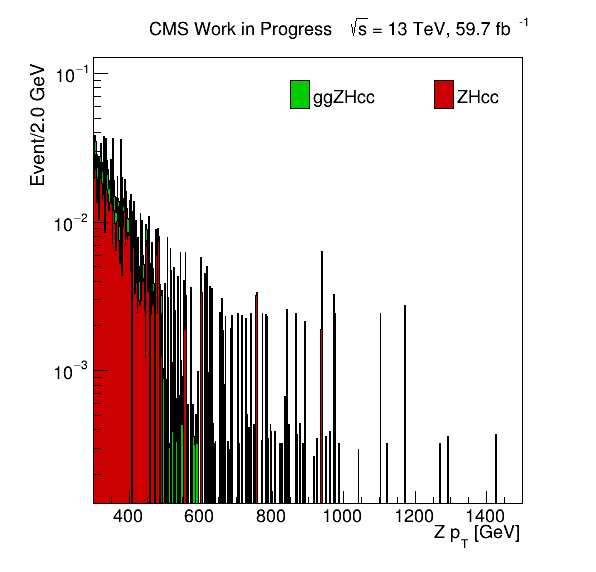 CMS Work in Progress √s = 13 TeV, 59.7 fb⁻¹
Event/2.0 GeV
ggZHcc ZHcc
10⁻¹
10⁻²
10⁻³
400 600 800 1000 1200 1400
Z p_T [GeV]